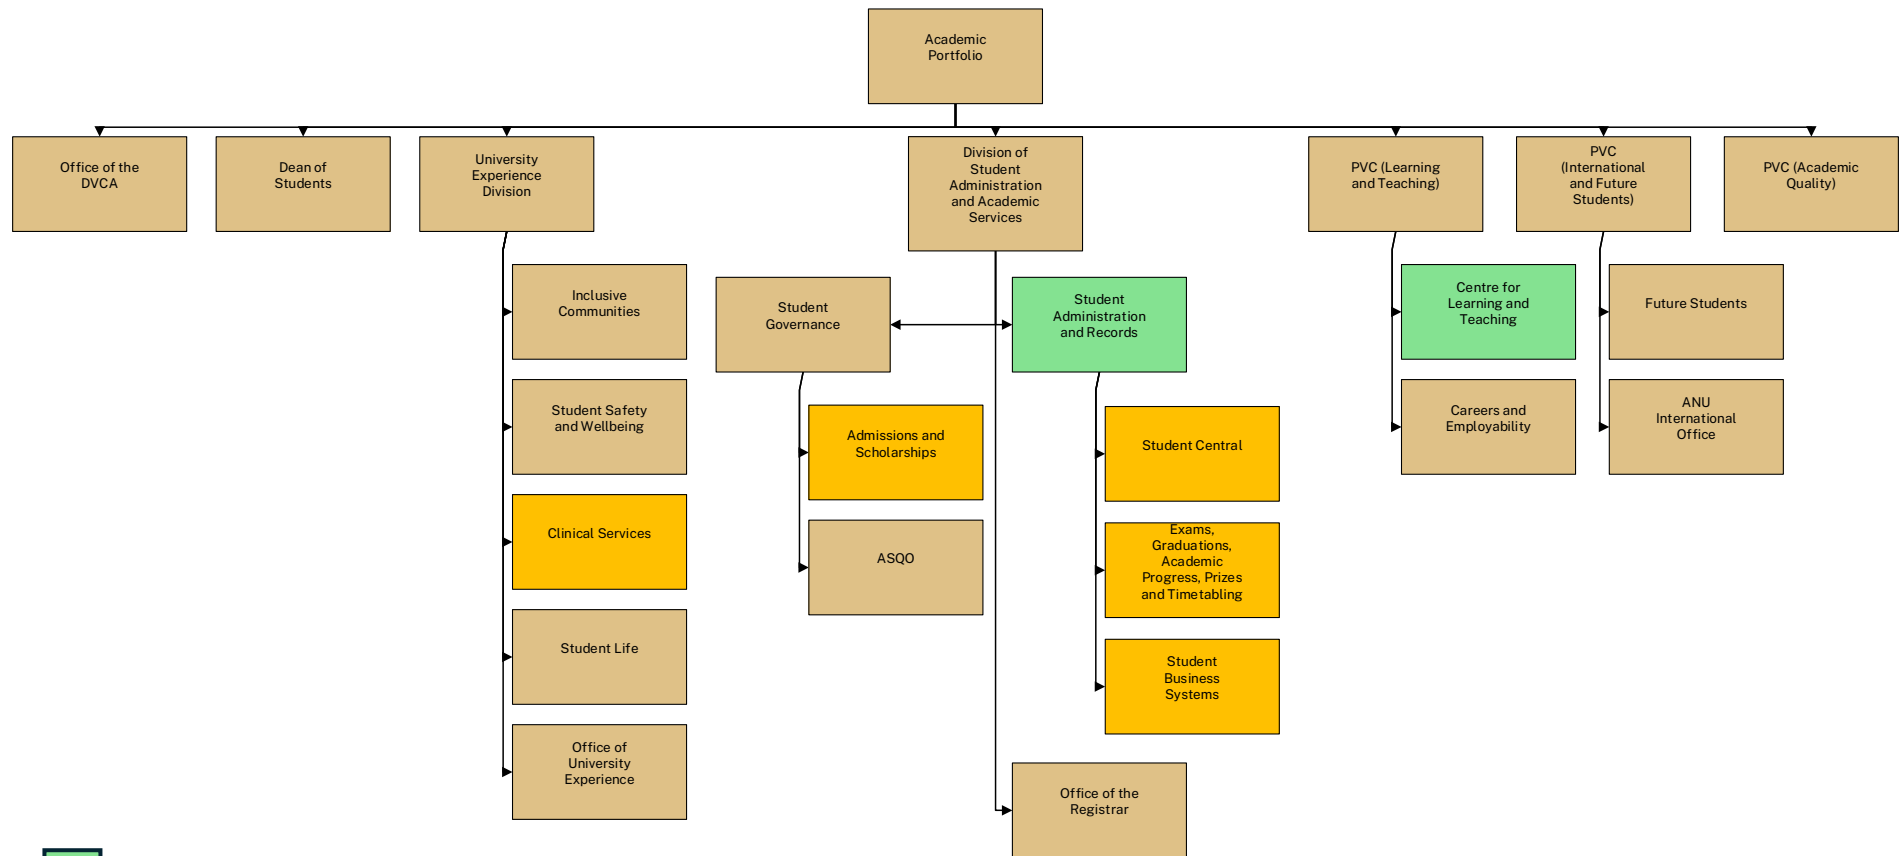 Academic
Portfolio
Office of the
DVCA
Dean of
Students
University
Experience
Division
Division of
Student
Administration
and Academic
Services
PVC (Learning
and Teaching)
PVC
(International
and Future
Students)
PVC (Academic
Quality)
Inclusive
Communities
Student Safety
and Wellbeing
Clinical Services
Student Life
Office of
University
Experience
Student
Governance
Admissions and
Scholarships
ASQO
Student
Administration
and Records
Student Central
Exams,
Graduations,
Academic
Progress, Prizes
and Timetabling
Student
Business
Systems
Office of the
Registrar
Centre for
Learning and
Teaching
Careers and
Employability
Future Students
ANU
International
Office